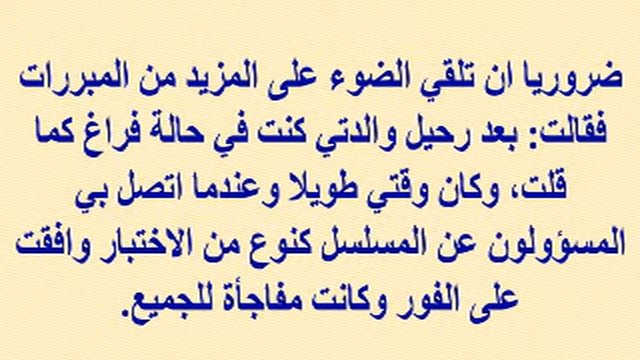 ضروريا ان تلقي الضوء على المزيد من المبررات
فقالت: بعد رحيل والدتي كنت في حالة فراغ كما
قلت، وكان وقتي طويلا وعندما اتصل بي
المسؤولون عن المسلسل كنوع من الاختبار وافقت
على الفور وكانت مفاجأة للجميع.